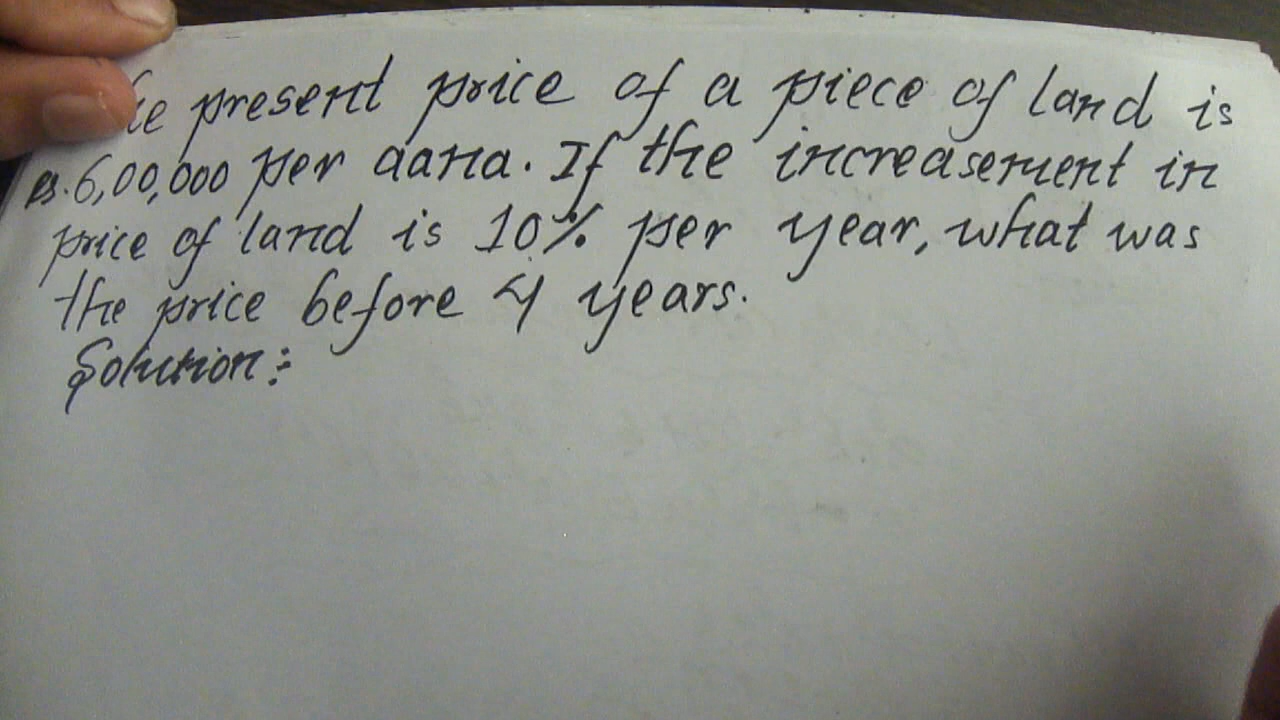 he present price of a piece of land is
Rs. 6,00,000 per aana. If the increasement in
price of land is 10% per year, what was
the price before 4 years.
Solution:-